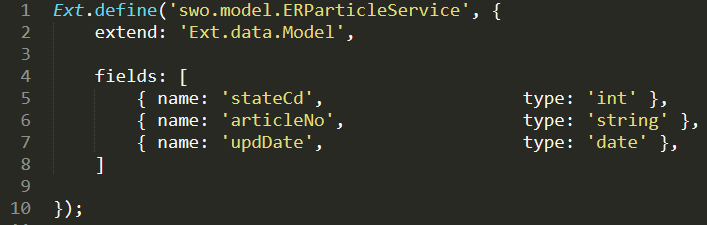 1 Ext.define('swo.model.ERParticleService', {
2     extend: 'Ext.data.Model',
3
4     fields: [
5         { name: 'stateCd',                   type: 'int' },
6         { name: 'articleNo',                 type: 'string' },
7         { name: 'updDate',                   type: 'date' },
8     ]
9
10 });